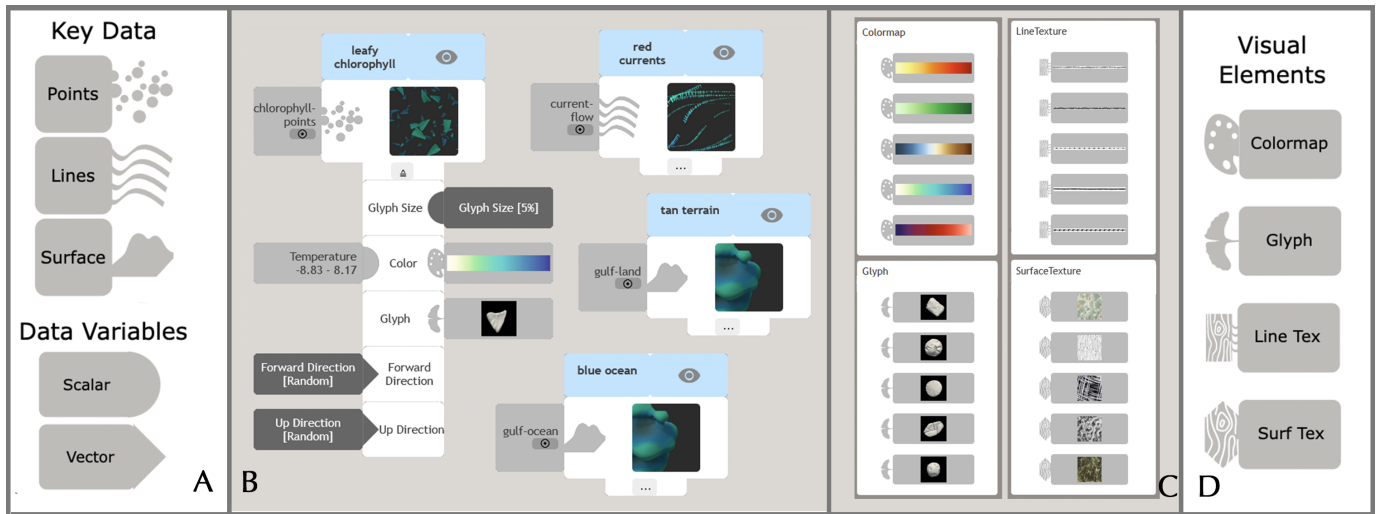 Key Data
Points
Lines
Surface
Data Variables
Scalar
Vector
A
leafy
chlorophyll
chlorophyll-
points
Glyph Size
Glyph Size [5%]
Temperature
-8.83 - 8.17
Color
Glyph
Forward Direction
[Random]
Forward
Direction
Up Direction
[Random]
Up Direction
red
currents
current-
flow
...
tan terrain
gulf-land
...
blue ocean
gulf-ocean
...
B
Colormap
LineTexture
Glyph
SurfaceTexture
C
Visual
Elements
Colormap
Glyph
Line Tex
Surf Tex
D